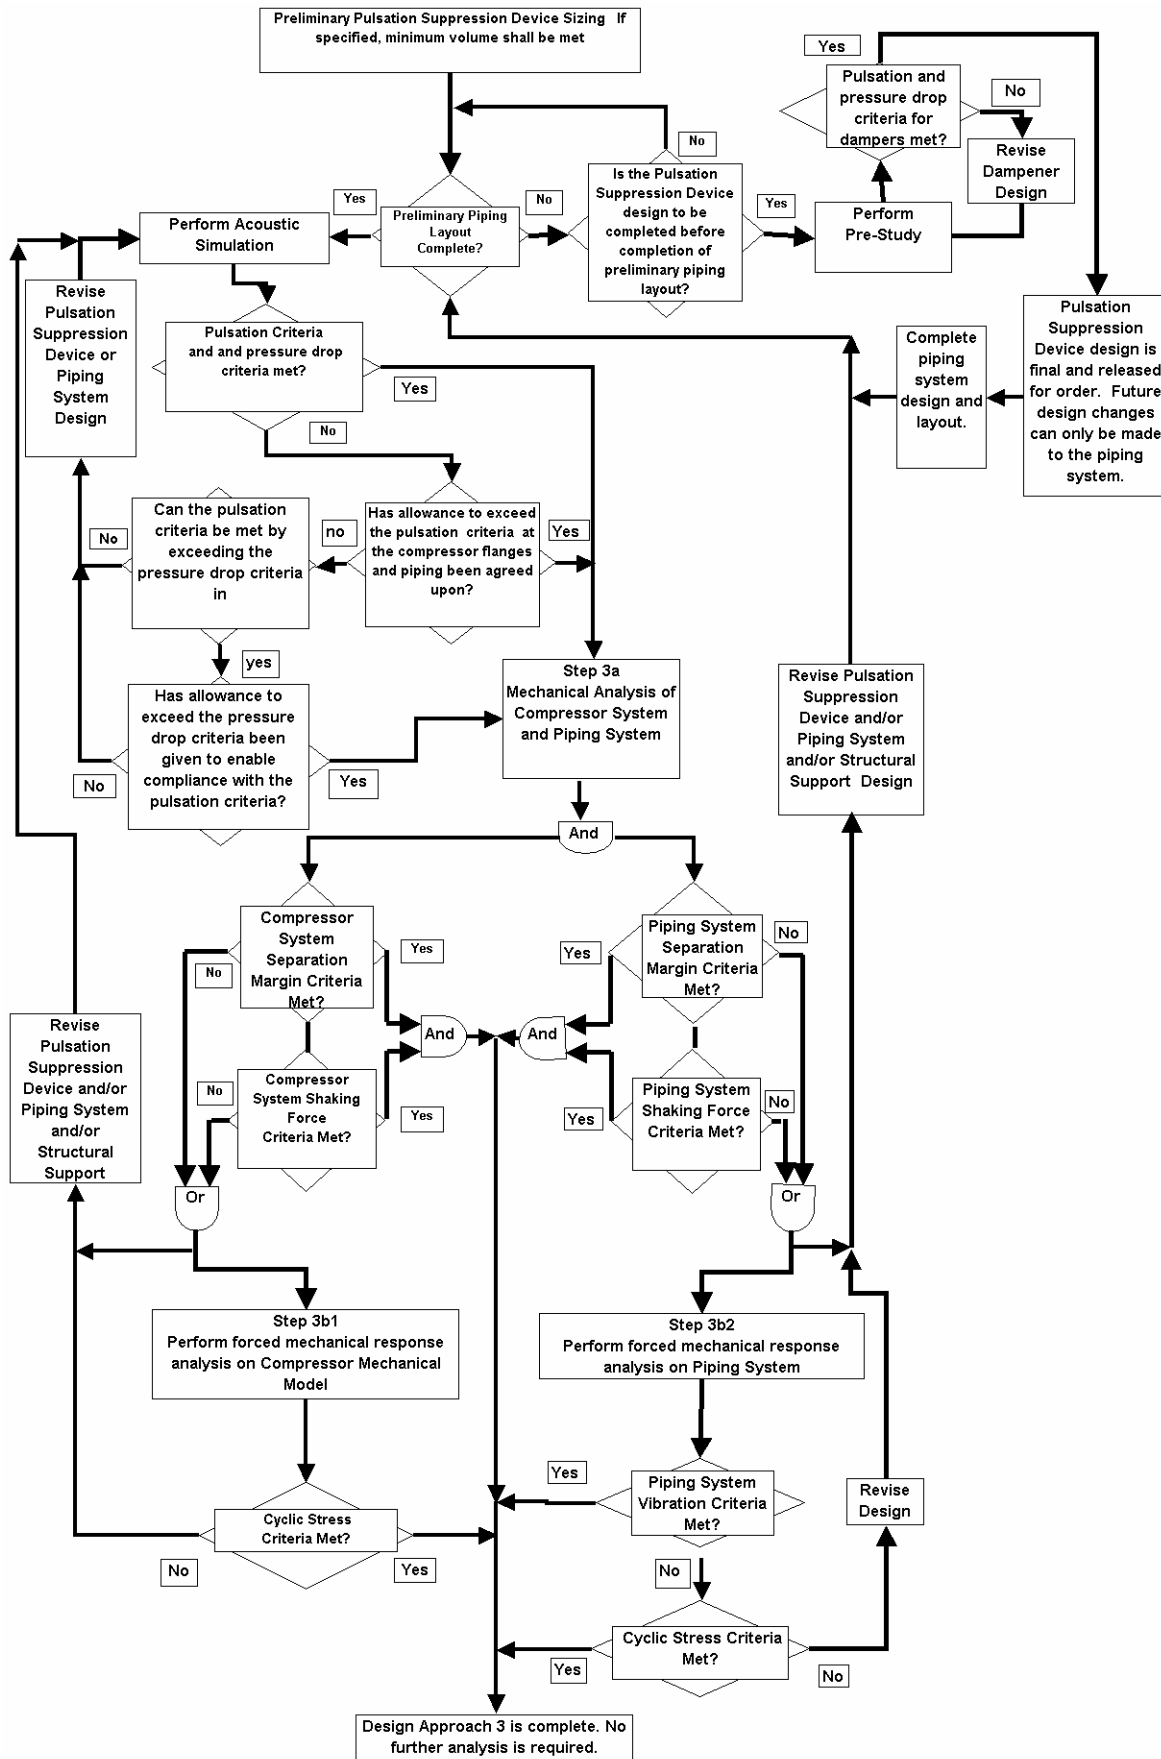 Preliminary Pulsation Suppression Device Sizing If
specified, minimum volume shall be met
Yes
Pulsation and
pressure drop
criteria for
dampers met?
No
Revise
Dampener
Design
No
Is the Pulsation
Suppression Device
design to be
completed before
completion of
preliminary piping
layout?
Yes
Perform
Pre-Study
Yes
Preliminary Piping
Layout
Complete?
No
Perform Acoustic
Simulation
Revise
Pulsation
Suppression
Device or
Piping
System
Design
Pulsation Criteria
and and pressure drop
criteria met?
Yes
No
Complete
piping
system
design and
layout.
Pulsation
Suppression
Device design is
final and released
for order. Future
design changes
can only be made
to the piping
system.
No
Can the pulsation
criteria be met by
exceeding the
pressure drop criteria
in
no
Has allowance to exceed
the pulsation criteria at
the compressor flanges
and piping been agreed
upon?
Yes
yes
Has allowance to
exceed the pressure
drop criteria been
given to enable
compliance with the
pulsation criteria?
No
Yes
Step 3a
Mechanical Analysis of
Compressor System
and Piping System
Revise Pulsation
Suppression
Device and/or
Piping System
and/or Structural
Support Design
And
Compressor
System
Separation
Margin Criteria
Met?
No
Yes
Piping System
Separation
Margin Criteria
Met?
Yes
No
And
And
Revise
Pulsation
Suppression
Device and/or
Piping System
and/or
Structural
Support
No
Compressor
System Shaking
Force
Criteria Met?
Yes
Yes
Piping System
Shaking Force
Criteria Met?
No
Or
Or
Step 3b1
Perform forced mechanical response
analysis on Compressor Mechanical
Model
Step 3b2
Perform forced mechanical response
analysis on Piping System
Cyclic Stress
Criteria Met?
No
Yes
Yes
Piping System
Vibration Criteria
Met?
No
Revise
Design
Cyclic Stress Criteria
Met?
Yes
No
Design Approach 3 is complete. No
further analysis is required.